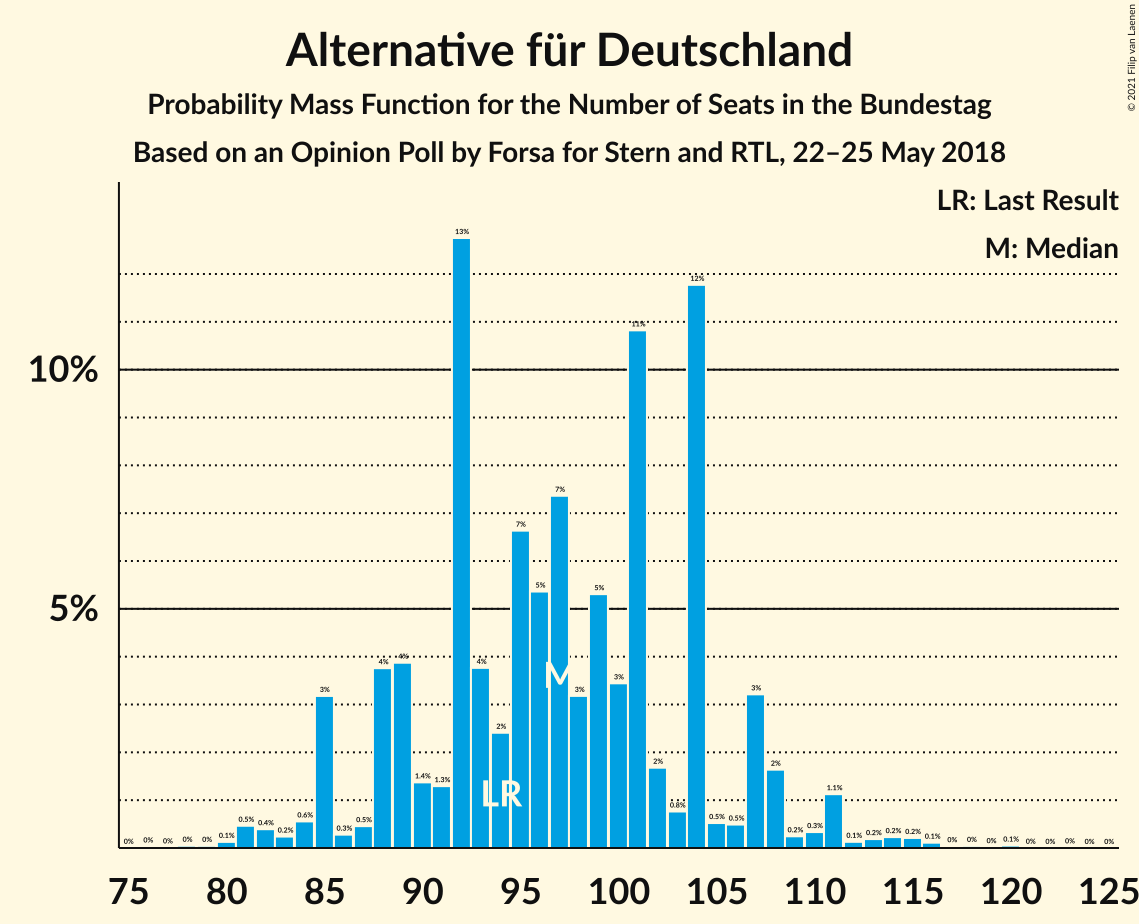 Alternative für Deutschland
Probability Mass Function for the Number of Seats in the Bundestag
Based on an Opinion Poll by Forsa for Stern and RTL, 22–25 May 2018
© 2021 Filip van Laenen
LR: Last Result
M: Median
10%
5%
0% 0% 0% 0% 0% 0.1% 0.5% 0.4% 0.2% 0.6% 3% 0.3% 0.5% 4% 4% 1.4% 1.3% 13% 4% 2% 7% 5% 7% 3% 5% 3% 11% 2% 0.8% 12% 0.5% 0.5% 3% 2% 0.2% 0.3% 1.1% 0.1% 0.2% 0.2% 0.2% 0.1% 0% 0% 0% 0.1% 0% 0% 0% 0% 0%
M
LR
75 80 85 90 95 100 105 110 115 120 125